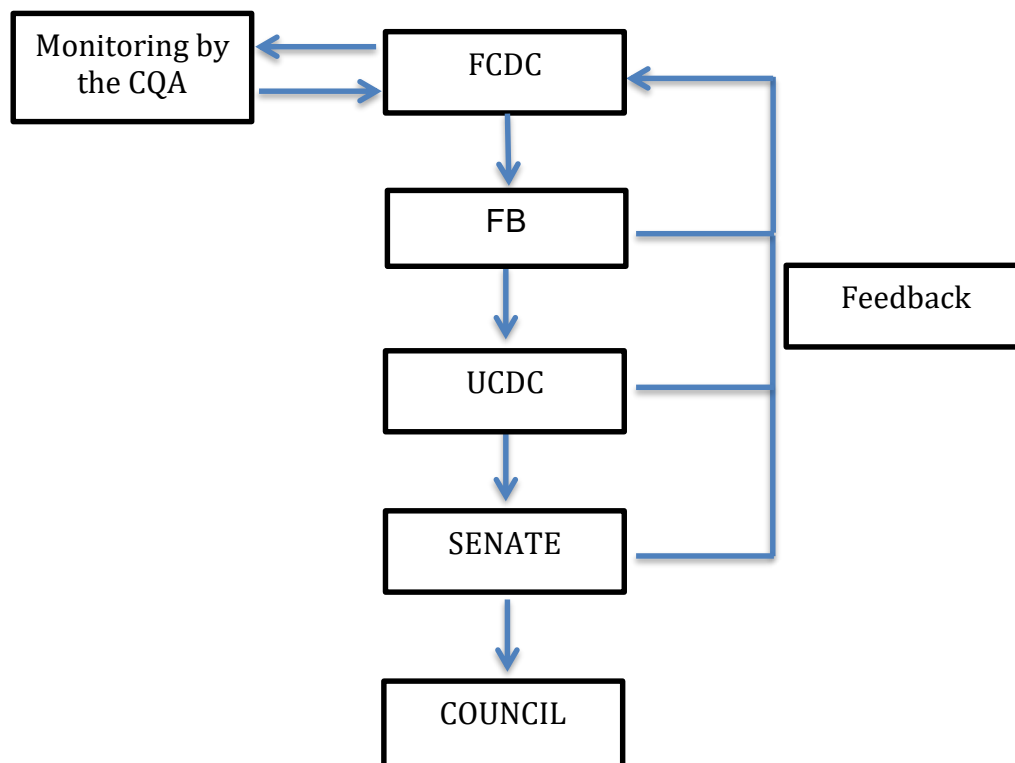 Monitoring by
the CQA
FCDC
FB
Feedback
UCDC
SENATE
COUNCIL